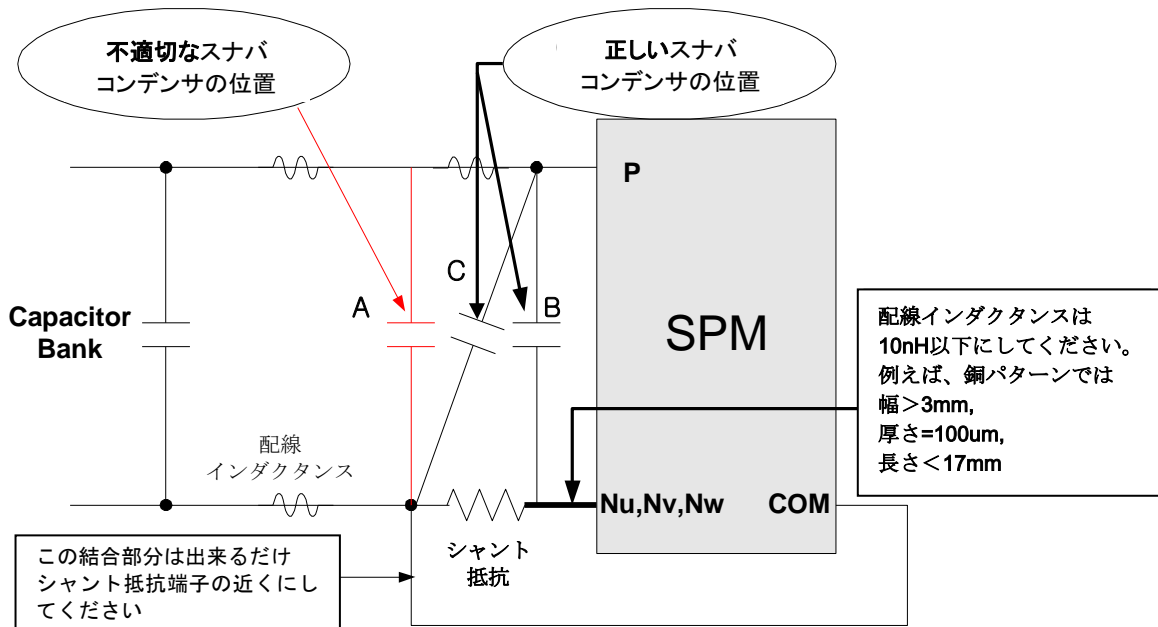 不適切なスナバ
コンデンサの位置
正しいスナバ
コンデンサの位置
P
C
A
B
Capacitor
Bank
SPM
配線インダクタンスは
10nH以下にしてください。
例えば、銅パターンでは
幅＞3mm,
厚さ=100um,
長さ＜17mm
配線
インダクタンス
Nu,Nv,Nw
COM
シャント
抵抗
この結合部分は出来るだけ
シャント抵抗端子の近くにし
てください